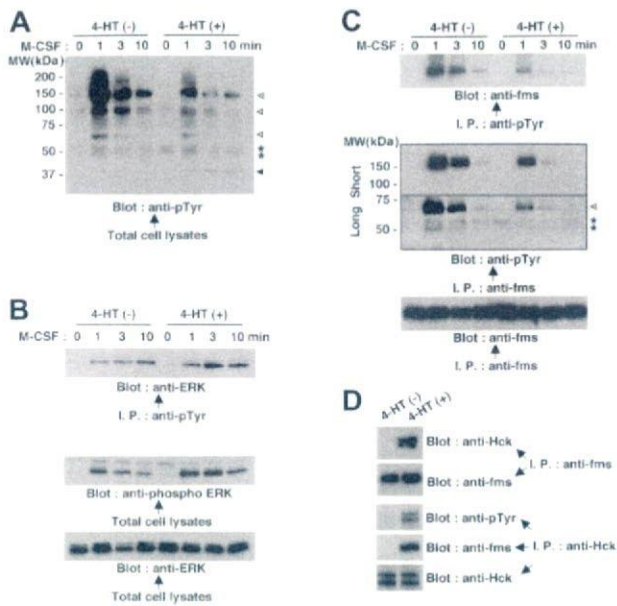 A
4-HT (-) 4-HT (+)
M-CSF : 0 1 3 10 0 1 3 10 min
MW(kDa)
200 -
150 -
100 -
75 -
50 -
37 -
**
Blot : anti-pTyr
Total cell lysates
B
4-HT (-) 4-HT (+)
M-CSF : 0 1 3 10 0 1 3 10 min
Blot : anti-ERK
I. P. : anti-pTyr
Blot : anti-phospho ERK
Total cell lysates
Blot : anti-ERK
Total cell lysates
C
4-HT (-) 4-HT (+)
M-CSF : 0 1 3 10 0 1 3 10 min
Blot : anti-fms
I. P. : anti-pTyr
MW(kDa)
150 -
100 -
75 -
50 -
Long Short
**
Blot : anti-pTyr
I. P. : anti-fms
Blot : anti-fms
I. P. : anti-fms
D
4-HT (-) 4-HT (+)
Blot : anti-Hck
I. P. : anti-fms
Blot : anti-fms
Blot : anti-pTyr
Blot : anti-fms I. P. : anti-Hck
Blot : anti-Hck